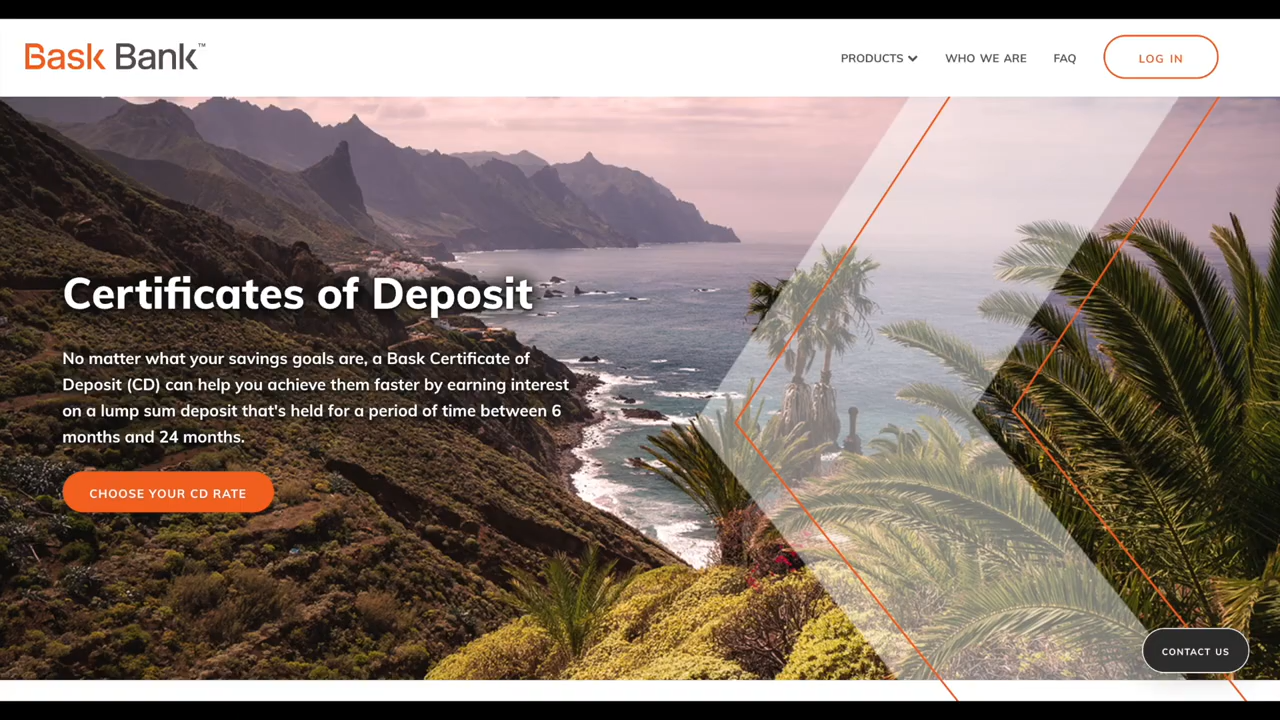 Bask Bank™
PRODUCTS
WHO WE ARE
FAQ
LOG IN
Certificates of Deposit
No matter what your savings goals are, a Bask Certificate of
Deposit (CD) can help you achieve them faster by earning interest
on a lump sum deposit that's held for a period of time between 6
months and 24 months.
CHOOSE YOUR CD RATE
CONTACT US